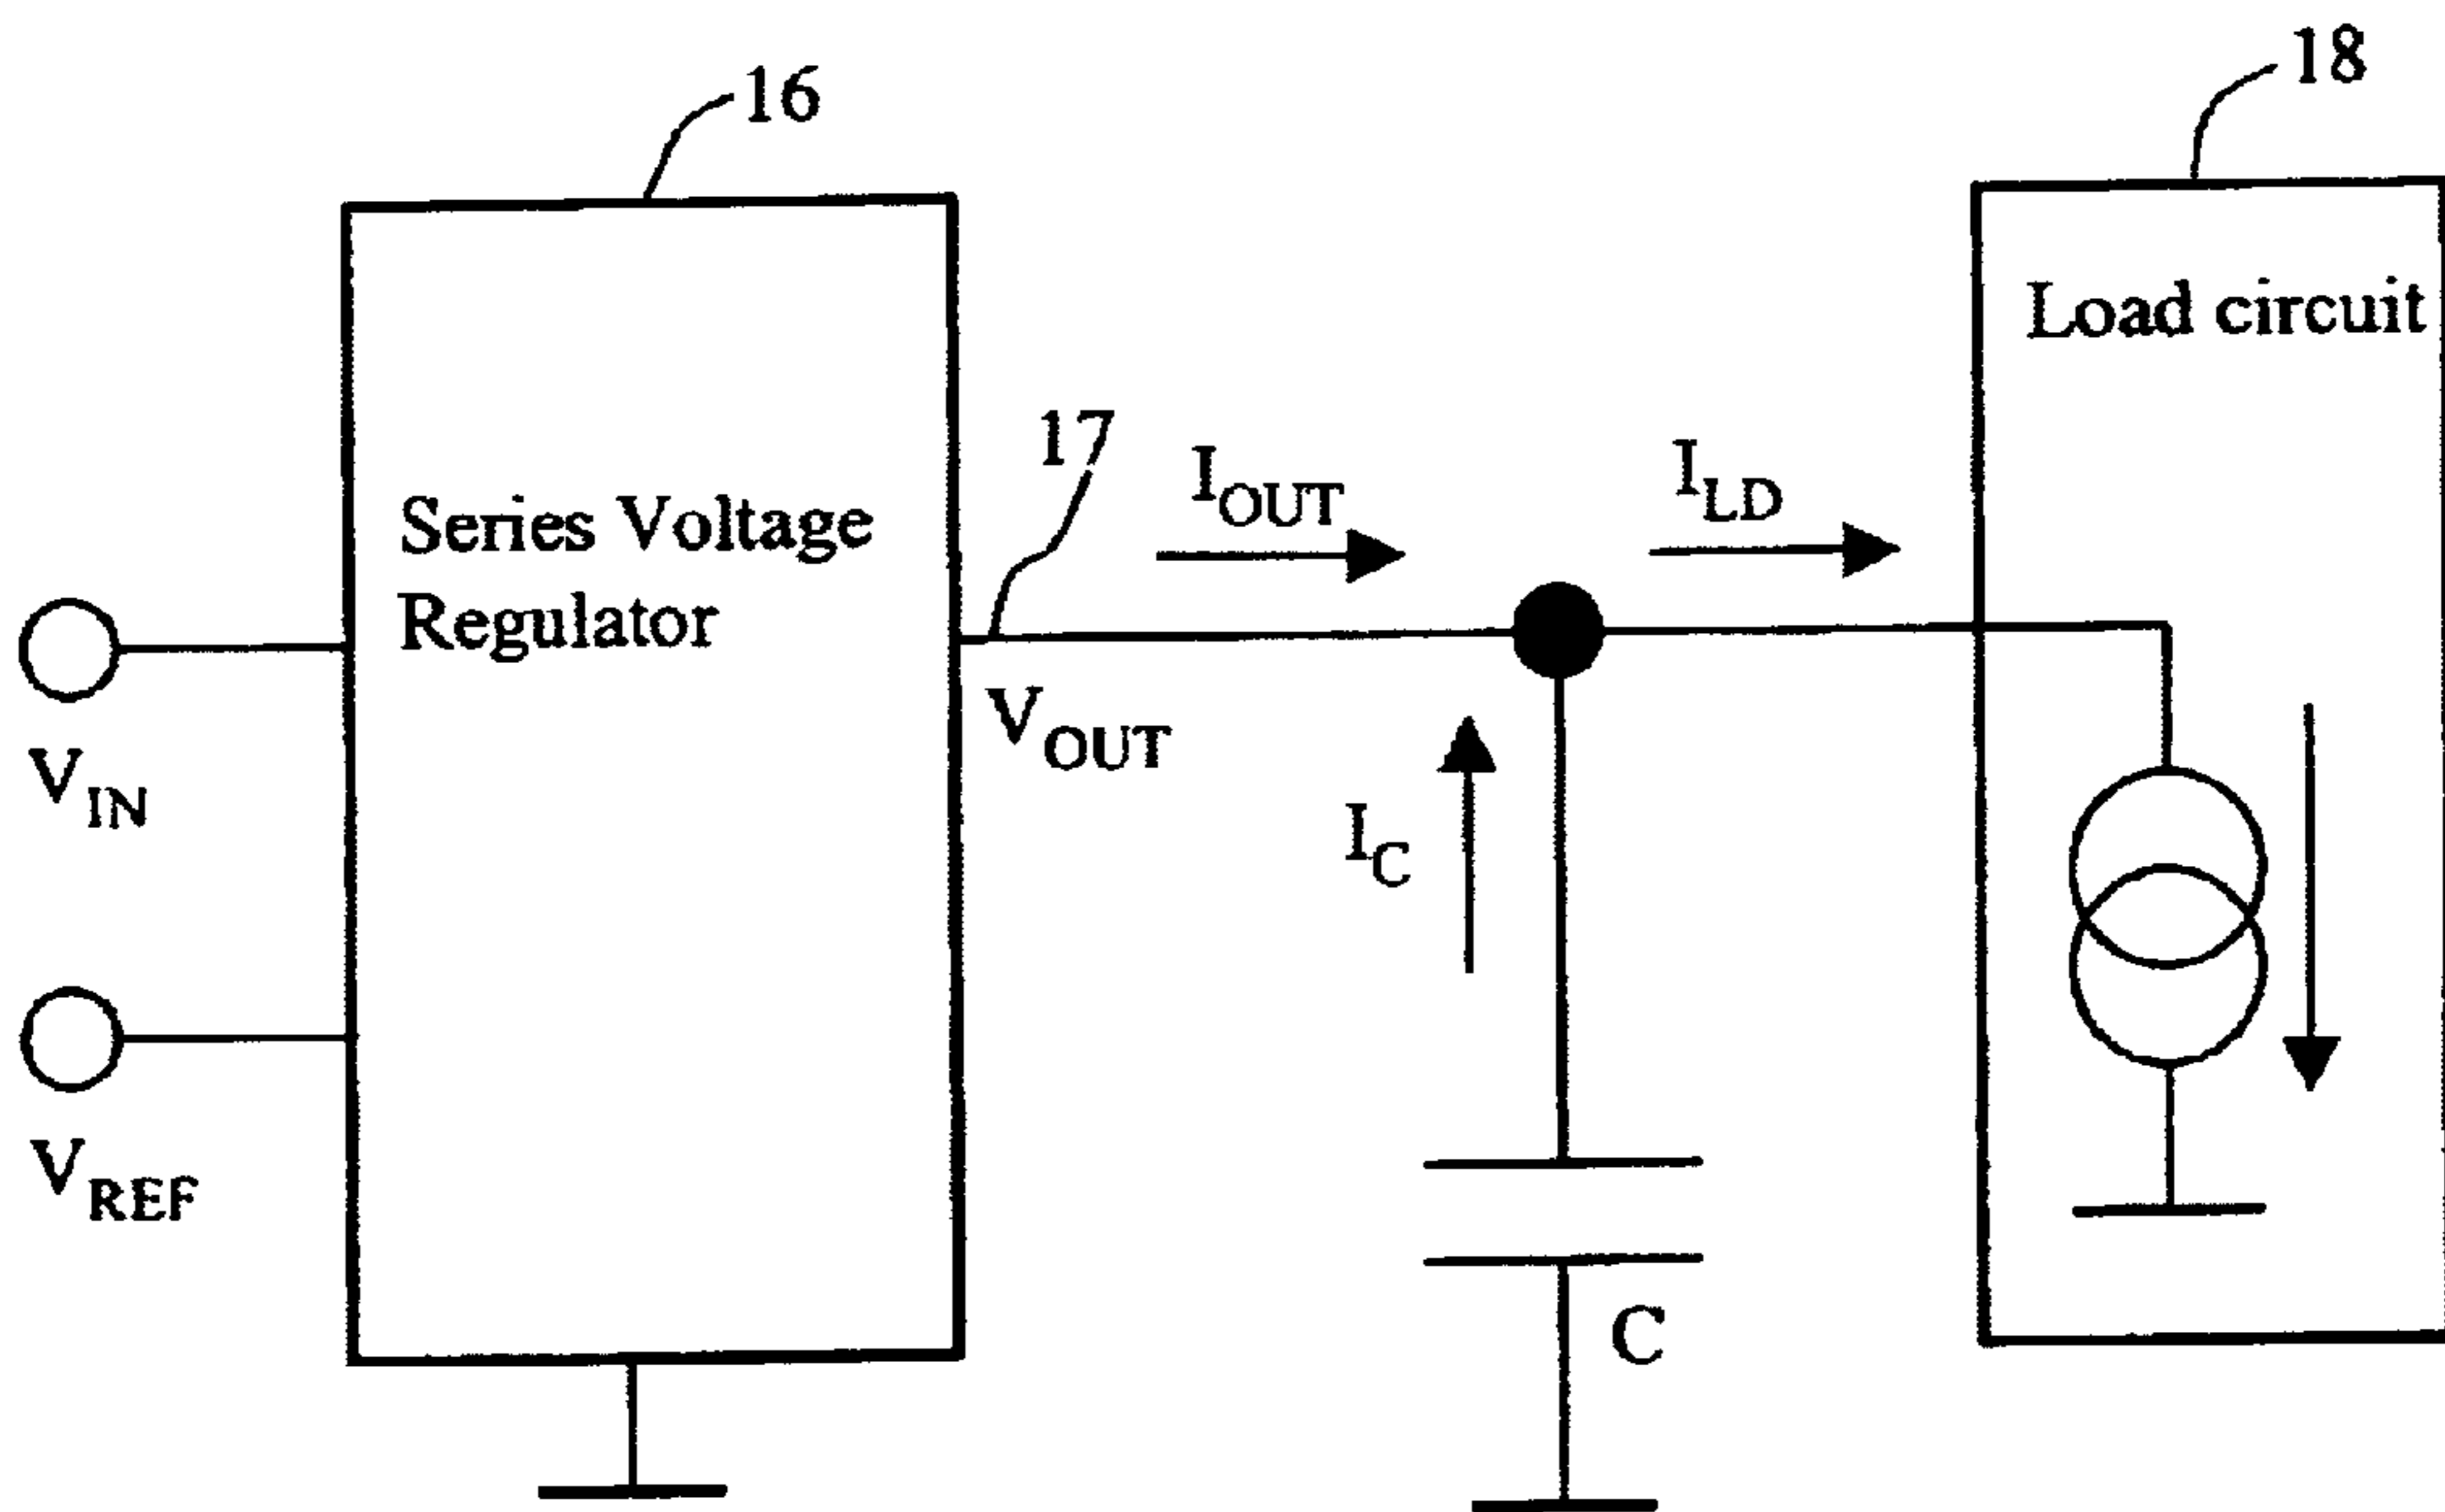 16
18
Load circuit
17
I_OUT
I_LD
Series Voltage
Regulator
V_OUT
V_IN
I_C
V_REF
C